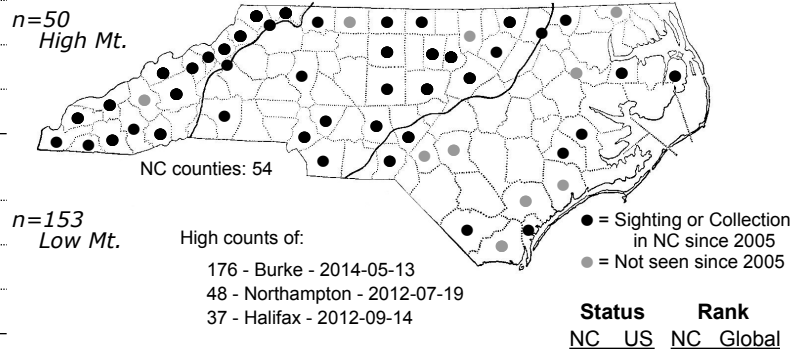 n=50
High Mt.
NC counties: 54
n=153
Low Mt.
High counts of:
176 - Burke - 2014-05-13
48 - Northampton - 2012-07-19
37 - Halifax - 2012-09-14
= Sighting or Collection
in NC since 2005
= Not seen since 2005
Status Rank
NC US NC Global